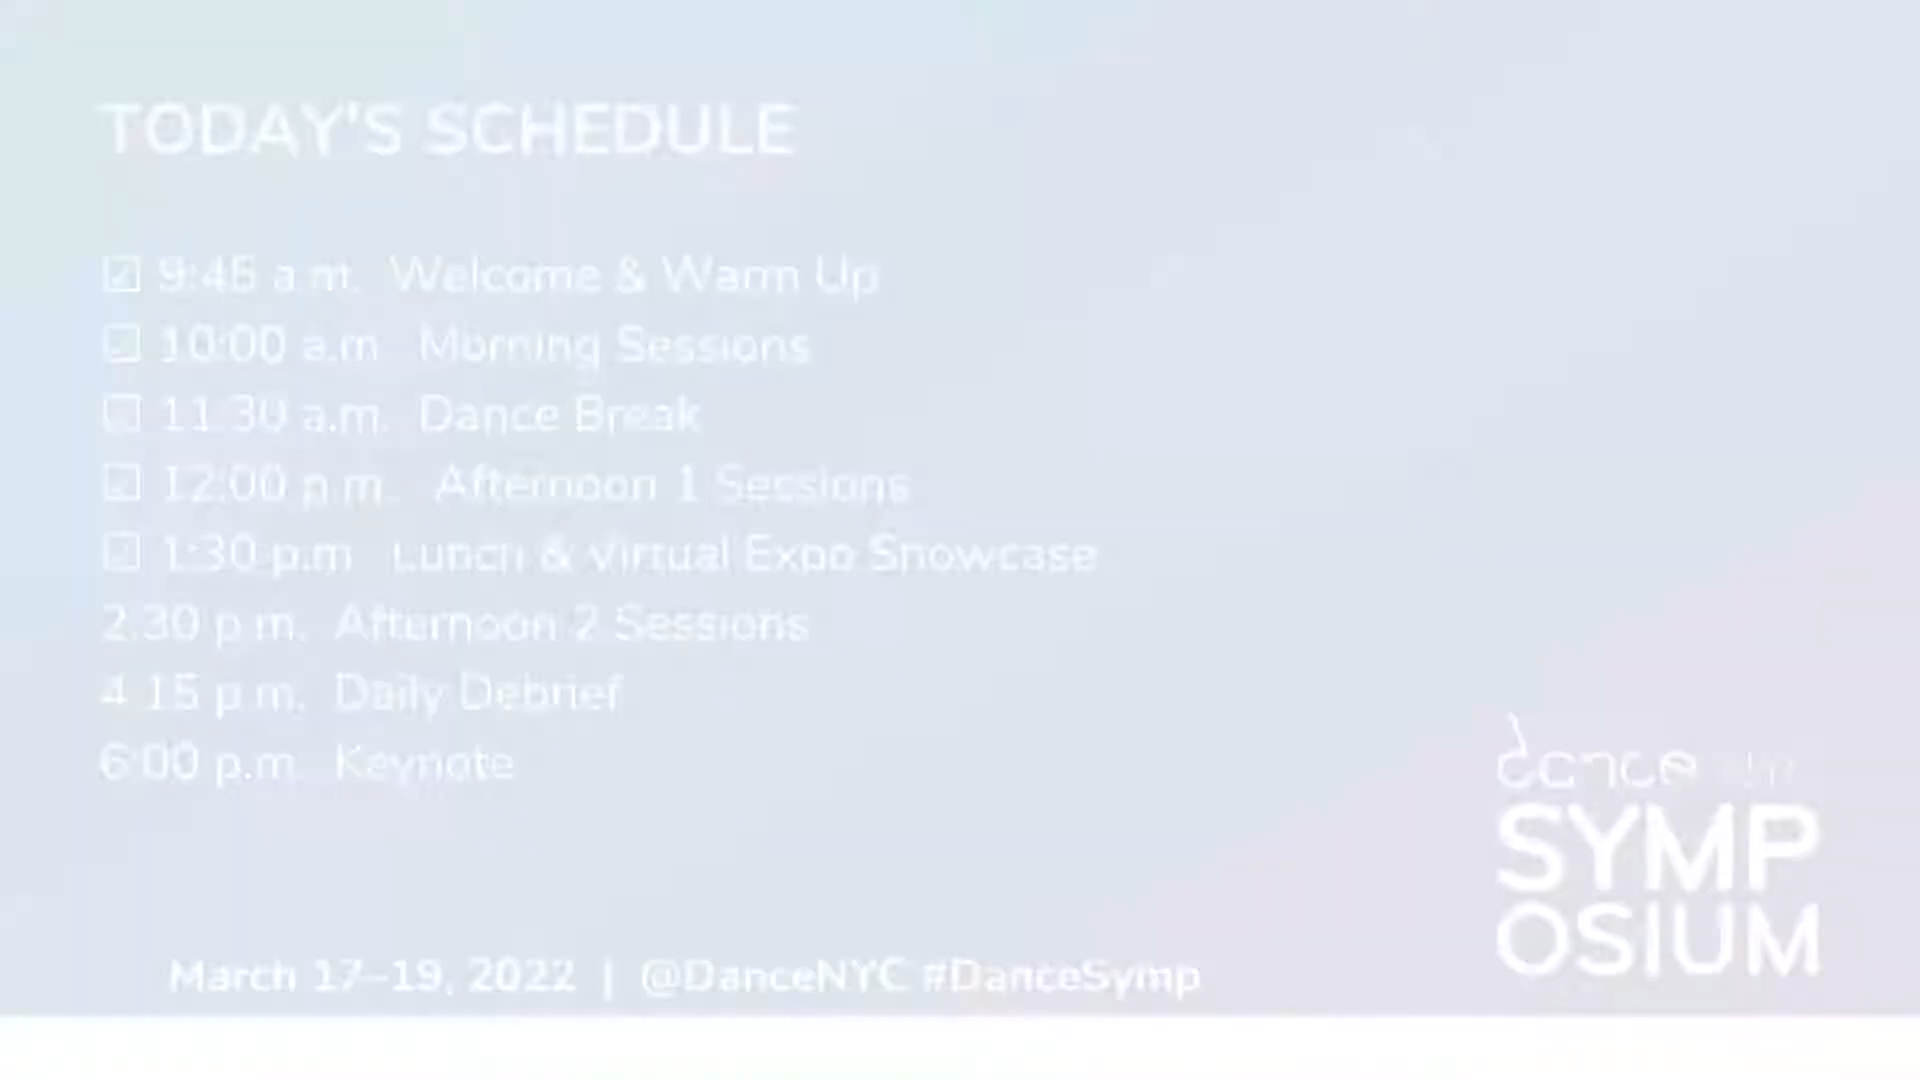 TODAY'S SCHEDULE
☑ 9:45 a.m. Welcome & Warm Up
☑ 10:00 a.m. Morning Sessions
☑ 11:30 a.m. Dance Break
☑ 12:00 p.m. Afternoon 1 Sessions
☑ 1:30 p.m. Lunch & Virtual Expo Showcase
2:30 p.m. Afternoon 2 Sessions
4:15 p.m. Daily Debrief
6:00 p.m. Keynote
dance
SYMP
OSIUM
March 17–19, 2022 | @DanceNYC #DanceSymp